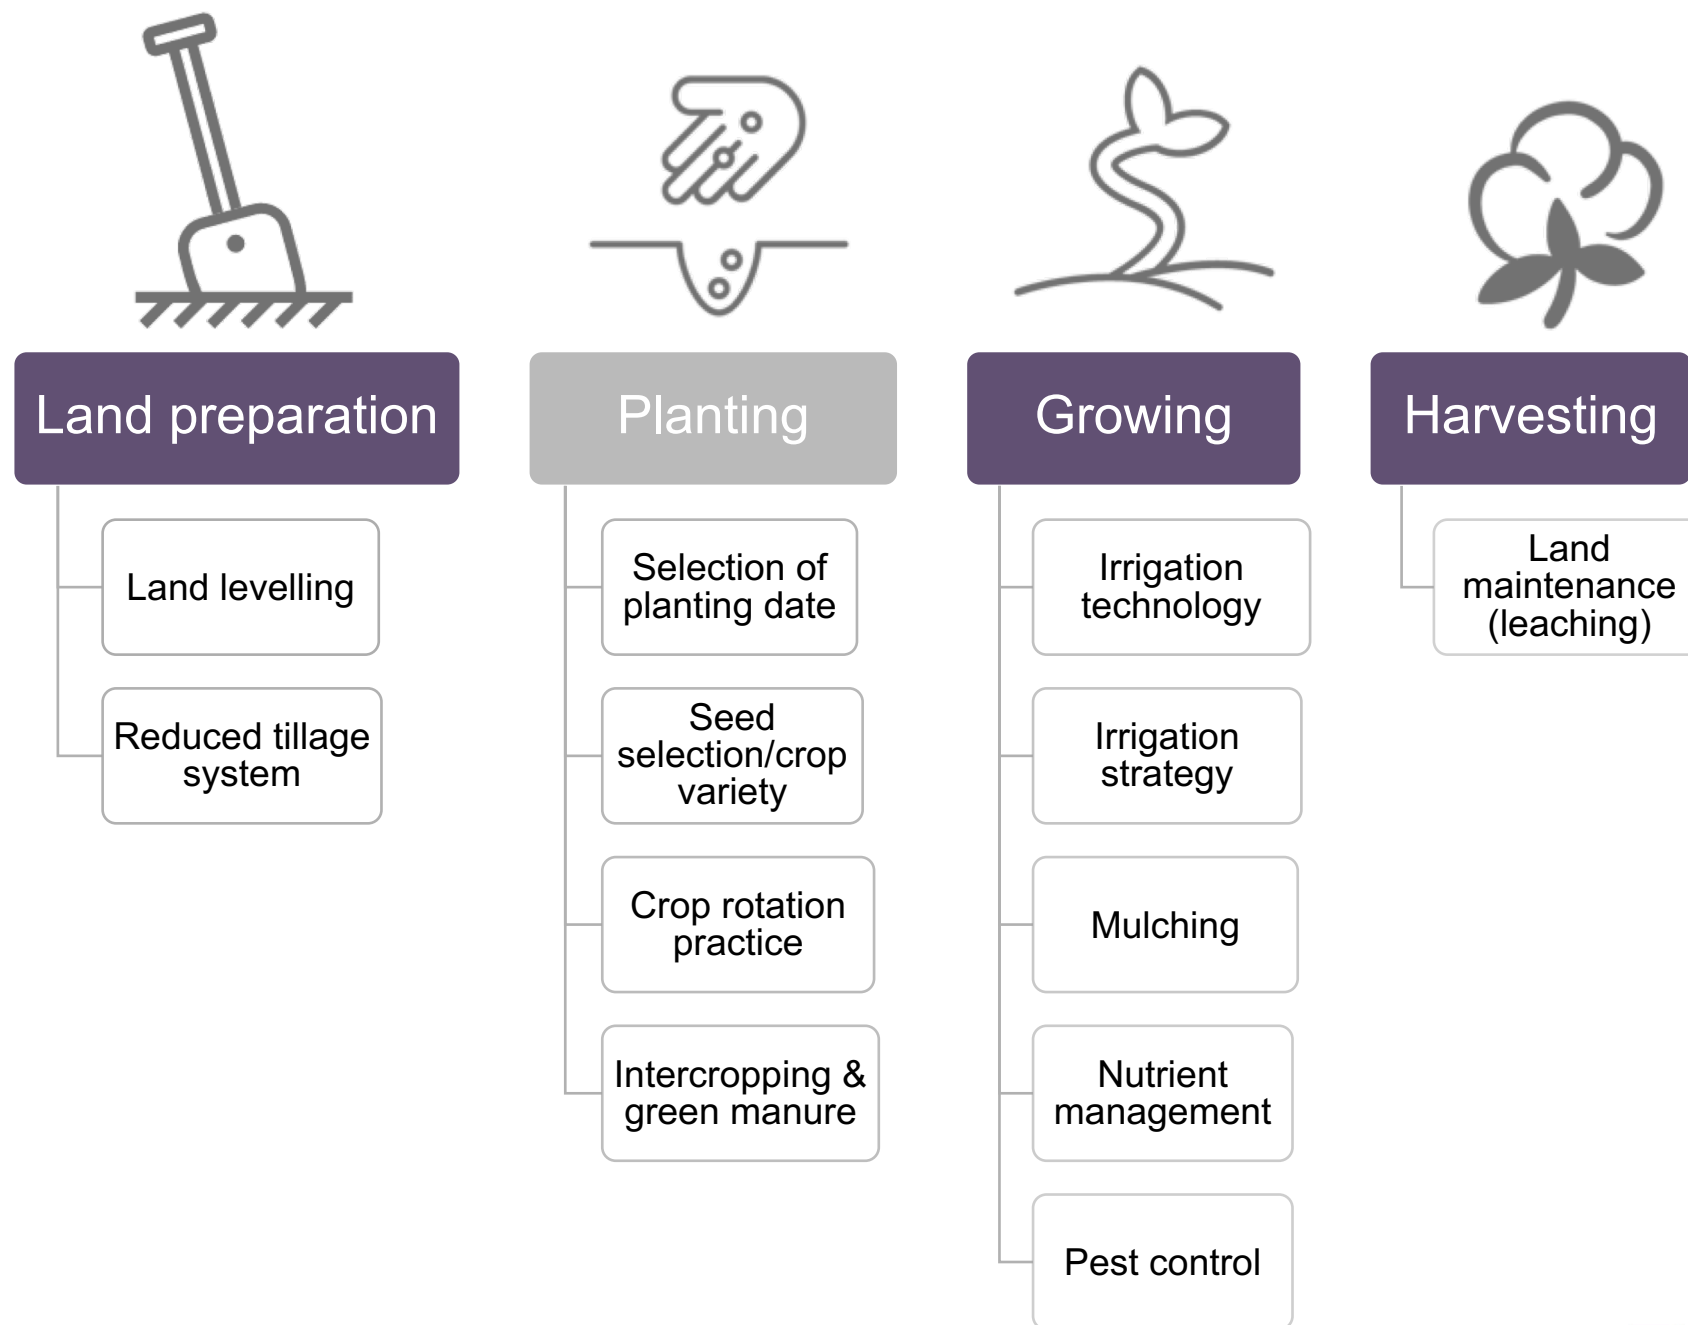 Land preparation
Land levelling
Reduced tillage
system
Planting
Selection of
planting date
Seed
selection/crop
variety
Crop rotation
practice
Intercropping &
green manure
Growing
Irrigation
technology
Irrigation
strategy
Mulching
Nutrient
management
Pest control
Harvesting
Land
maintenance
(leaching)